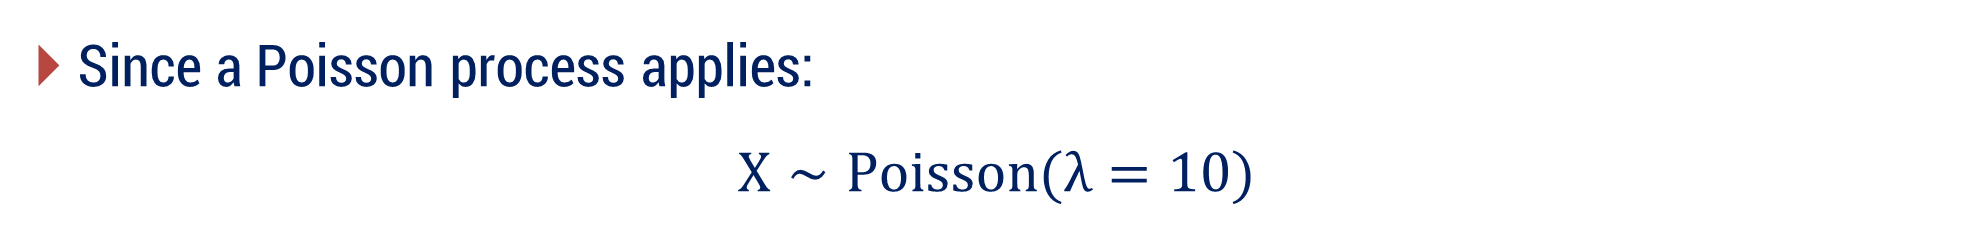 Since a Poisson process applies:
X ~ Poisson(λ = 10)